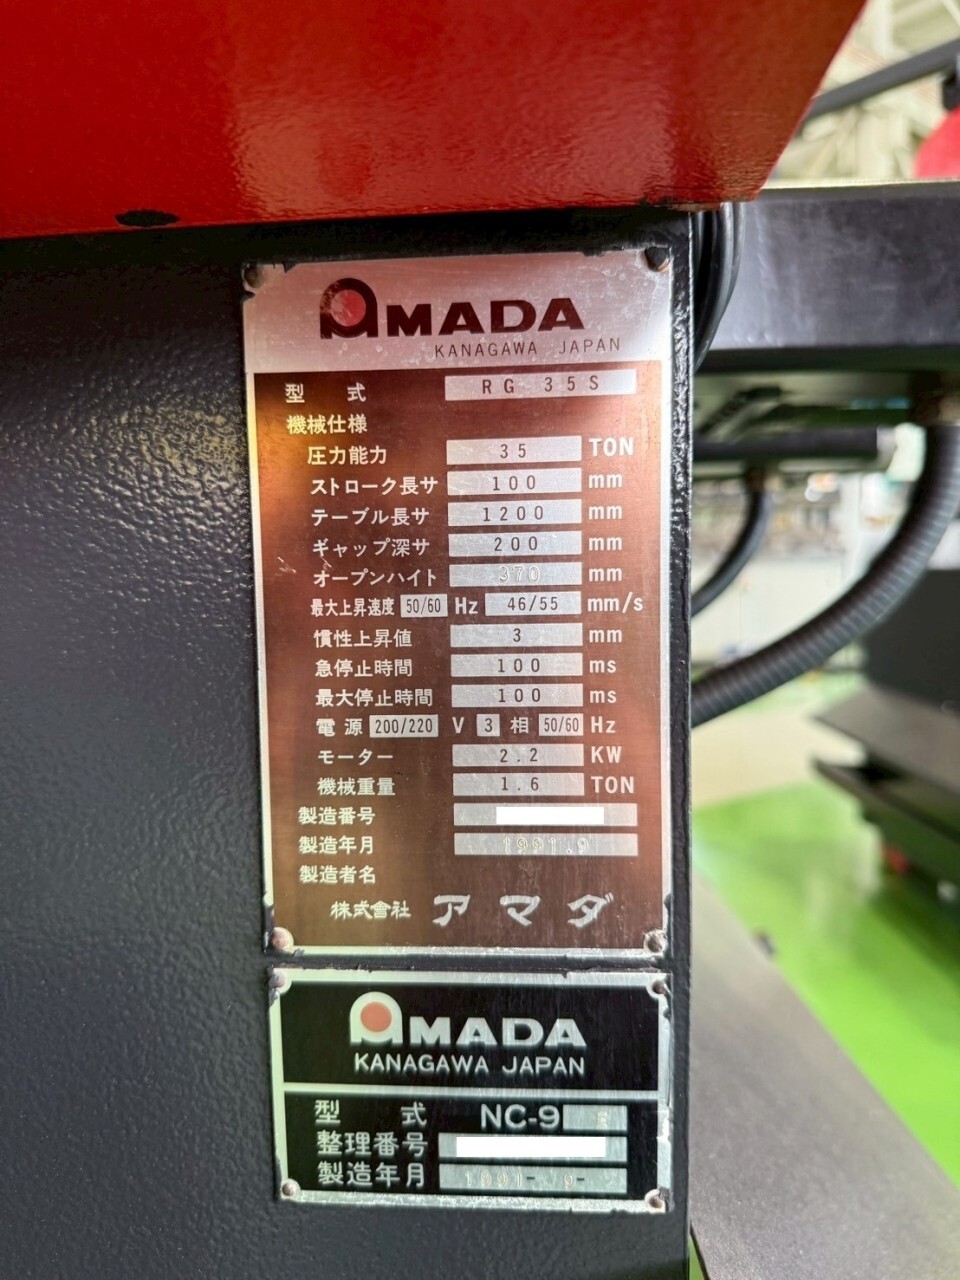 AMADA
KANAGAWA JAPAN
型 式 RG 35S
機械仕様
圧力能力 35 TON
ストローク長サ 100 mm
テーブル長サ 1200 mm
ギャップ深サ 200 mm
オープンハイト 370 mm
最大上昇速度 50/60 Hz 46/55 mm/s
慣性上昇値 3 mm
急停止時間 100 ms
最大停止時間 100 ms
電源 200/220 V 3 相 50/60 Hz
モーター 2.2 KW
機械重量 1.6 TON
製造番号
製造年月 1991.9
製造者名
株式會社 アマダ
AMADA
KANAGAWA JAPAN
型 式 NC-9
整理番号
製造年月 1991- 9-